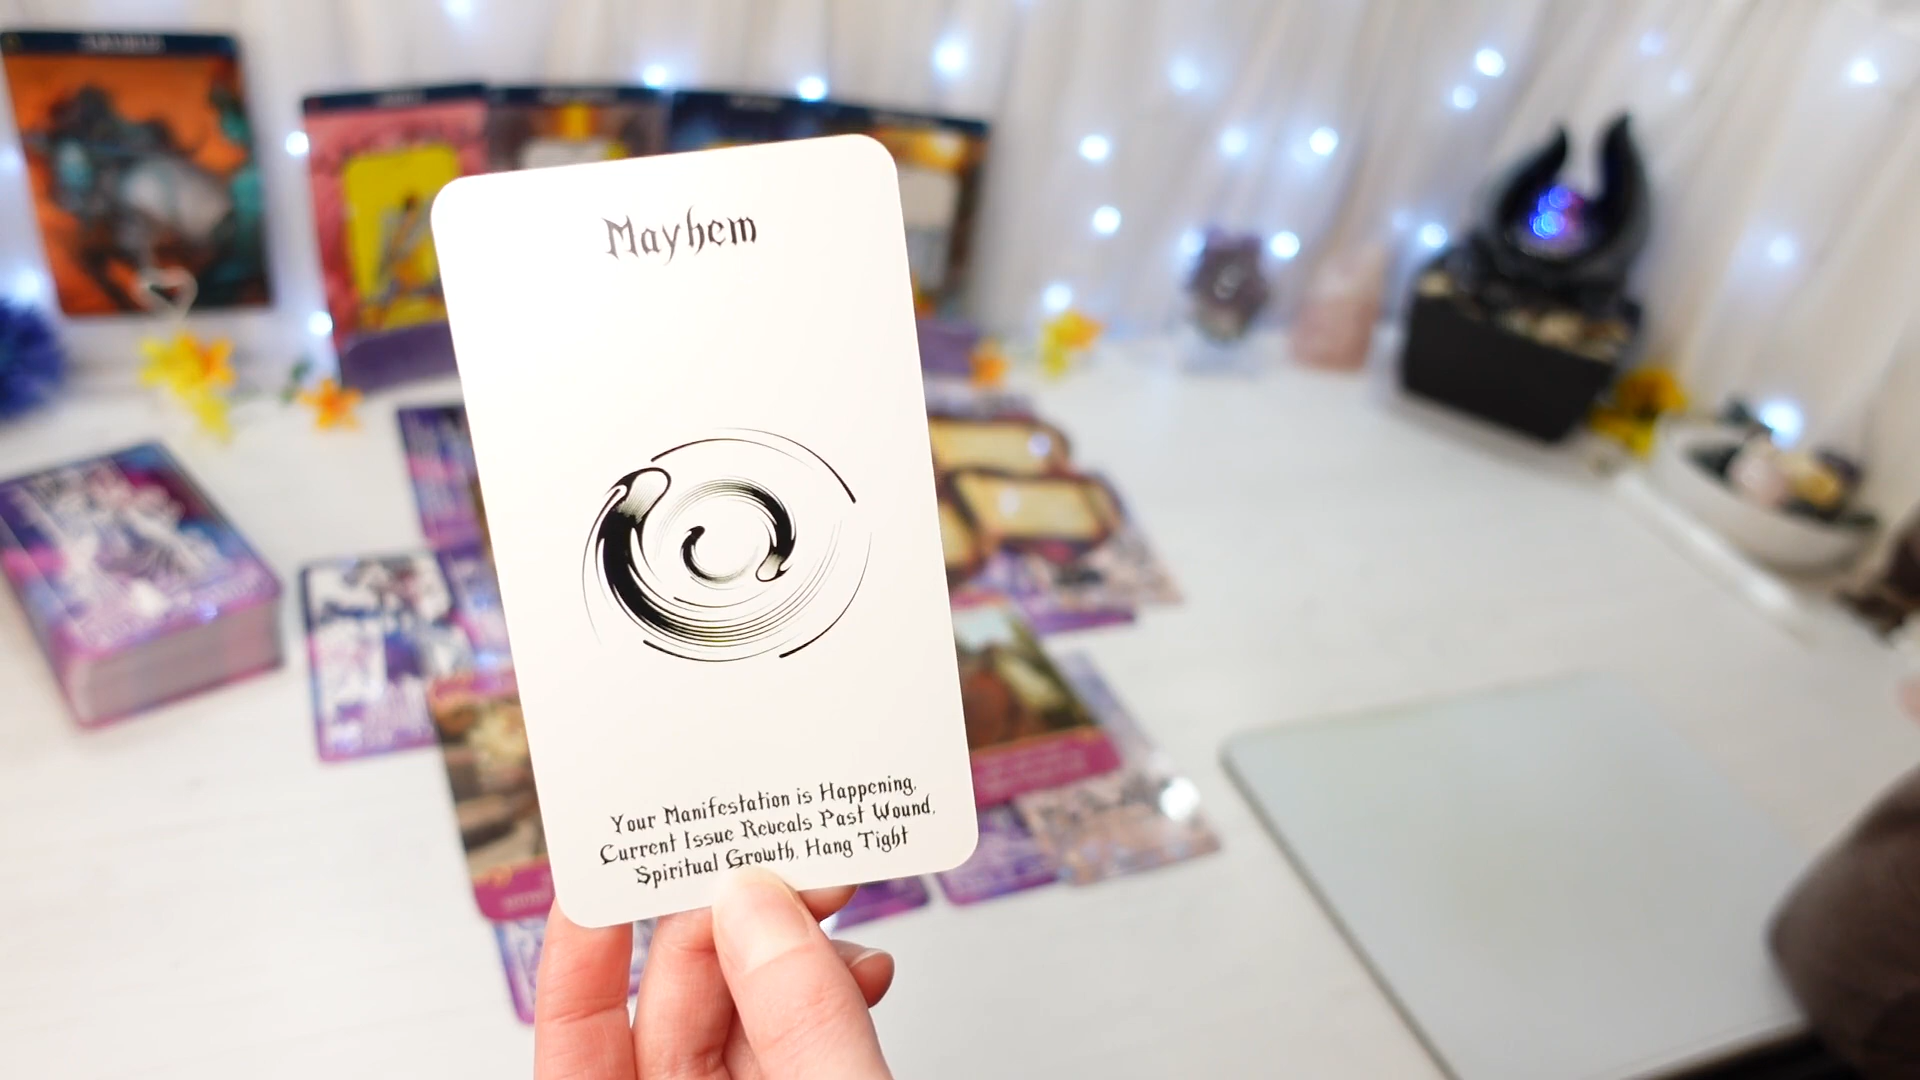 Mayhem
Your Manifestation is Happening,
Current Issue Reveals Past Wound,
Spiritual Growth, Hang Tight